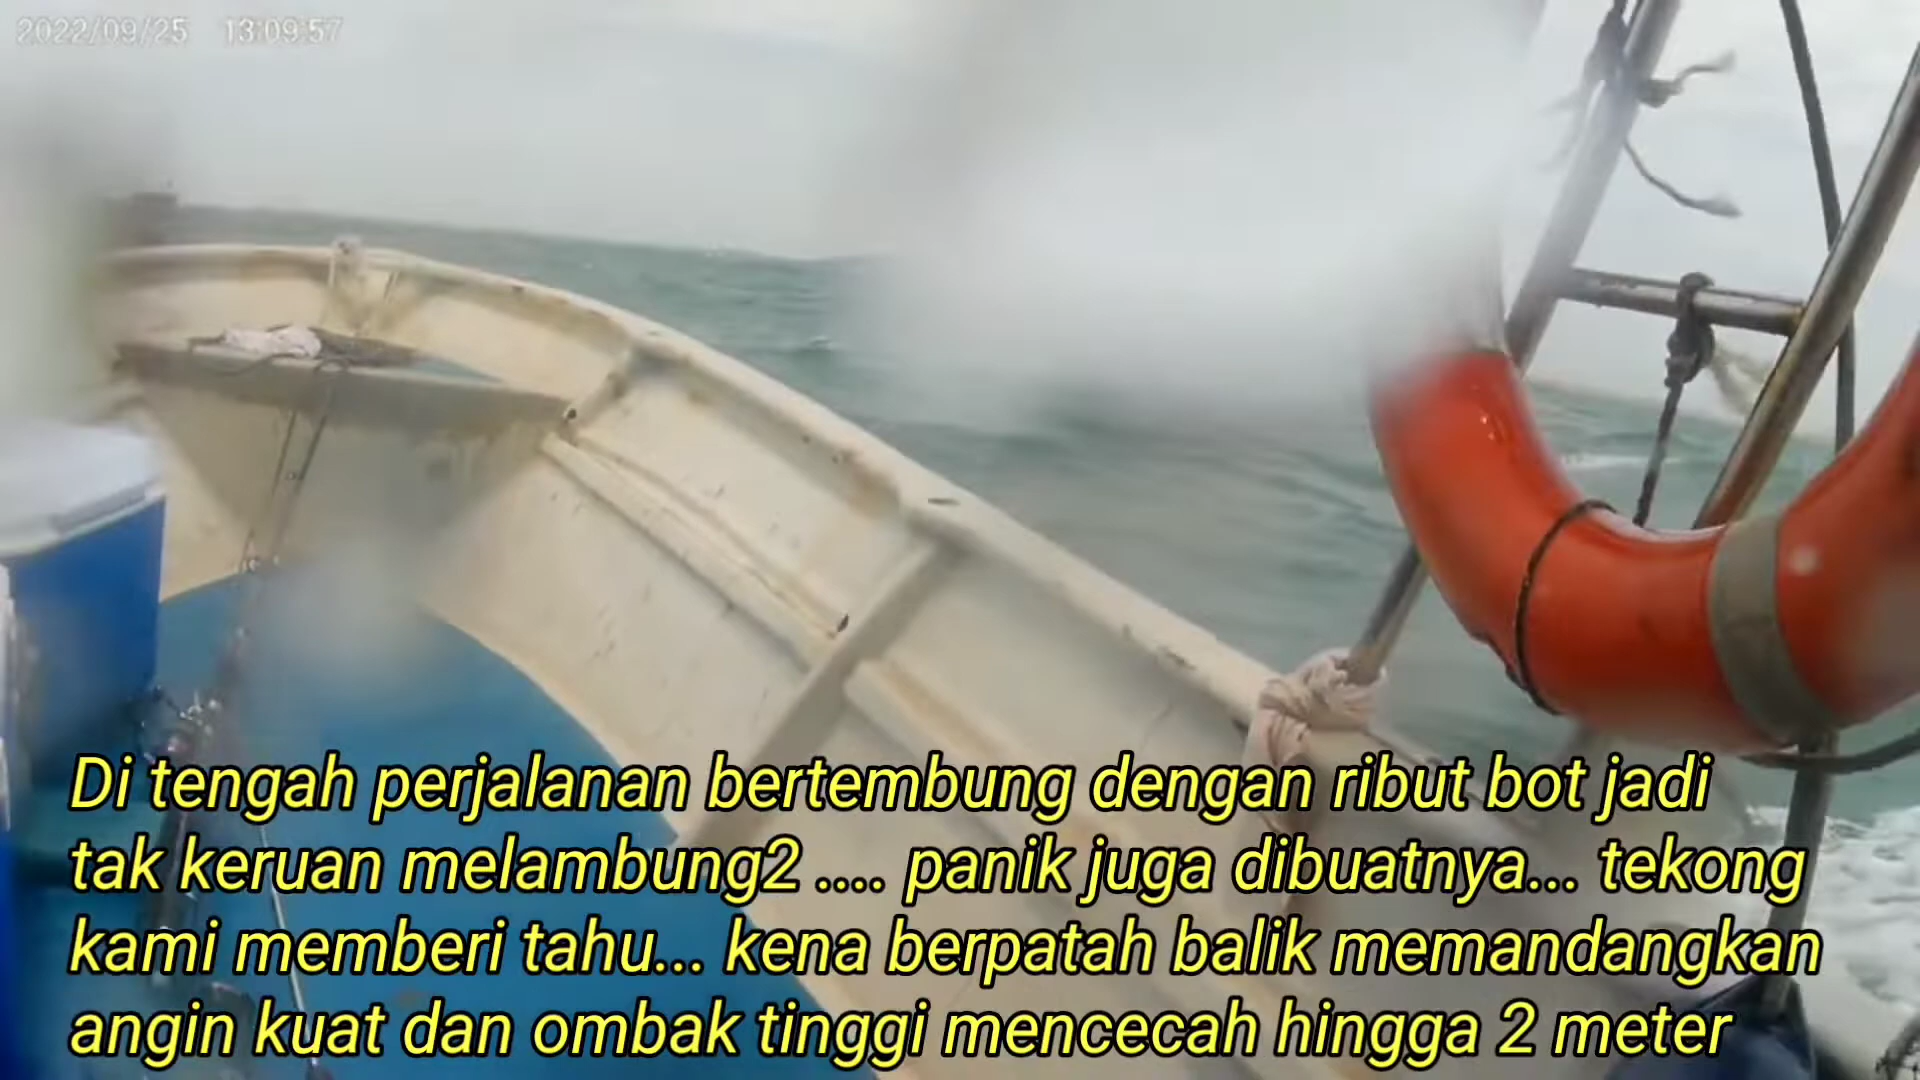 2022/09/25 13:09:57
Di tengah perjalanan bertembung dengan ribut bot jadi
tak keruan melambung2 .... panik juga dibuatnya... tekong
kami memberi tahu... kena berpatah balik memandangkan
angin kuat dan ombak tinggi mencecah hingga 2 meter